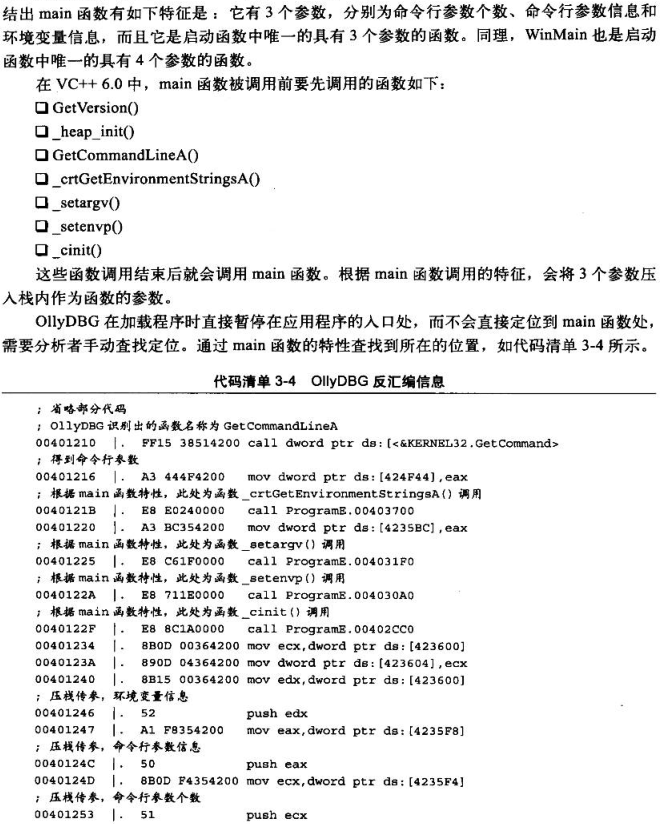 结出 main 函数有如下特征是：它有 3 个参数，分别为命令行参数个数、命令行参数信息和
环境变量信息，而且它是启动函数中唯一的具有 3 个参数的函数。同理，WinMain 也是启动
函数中唯一的具有 4 个参数的函数。
在 VC++ 6.0 中，main 函数被调用前要先调用的函数如下：
❑ GetVersion()
❑ _heap_init()
❑ GetCommandLineA()
❑ _crtGetEnvironmentStringsA()
❑ _setargv()
❑ _setenvp()
❑ _cinit()
这些函数调用结束后就会调用 main 函数。根据 main 函数调用的特征，会将 3 个参数压
入栈内作为函数的参数。
OllyDBG 在加载程序时直接暂停在应用程序的入口处，而不会直接定位到 main 函数处，
需要分析者手动查找定位。通过 main 函数的特性查找到所在的位置，如代码清单 3-4 所示。
代码清单 3-4 OllyDBG 反汇编信息
; 省略部分代码
; OllyDBG 识别出的函数名称为 GetCommandLineA
00401210 |. FF15 38514200 call dword ptr ds:[<&KERNEL32.GetCommand>
; 得到命令行参数
00401216 |. A3 444F4200 mov dword ptr ds:[424F44],eax
; 根据 main 函数特性，此处为函数 _crtGetEnvironmentStringsA() 调用
0040121B |. E8 E0240000 call ProgramE.00403700
00401220 |. A3 BC354200 mov dword ptr ds:[4235BC],eax
; 根据 main 函数特性，此处为函数 _setargv() 调用
00401225 |. E8 C61F0000 call ProgramE.004031F0
; 根据 main 函数特性，此处为函数 _setenvp() 调用
0040122A |. E8 711E0000 call ProgramE.004030A0
; 根据 main 函数特性，此处为函数 _cinit() 调用
0040122F |. E8 8C1A0000 call ProgramE.00402CC0
00401234 |. 8B0D 00364200 mov ecx,dword ptr ds:[423600]
0040123A |. 890D 04364200 mov dword ptr ds:[423604],ecx
00401240 |. 8B15 00364200 mov edx,dword ptr ds:[423600]
; 压栈传参，环境变量信息
00401246 |. 52 push edx
00401247 |. A1 F8354200 mov eax,dword ptr ds:[4235F8]
; 压栈传参，命令行参数信息
0040124C |. 50 push eax
0040124D |. 8B0D F4354200 mov ecx,dword ptr ds:[4235F4]
; 压栈传参，命令行参数个数
00401253 |. 51 push ecx